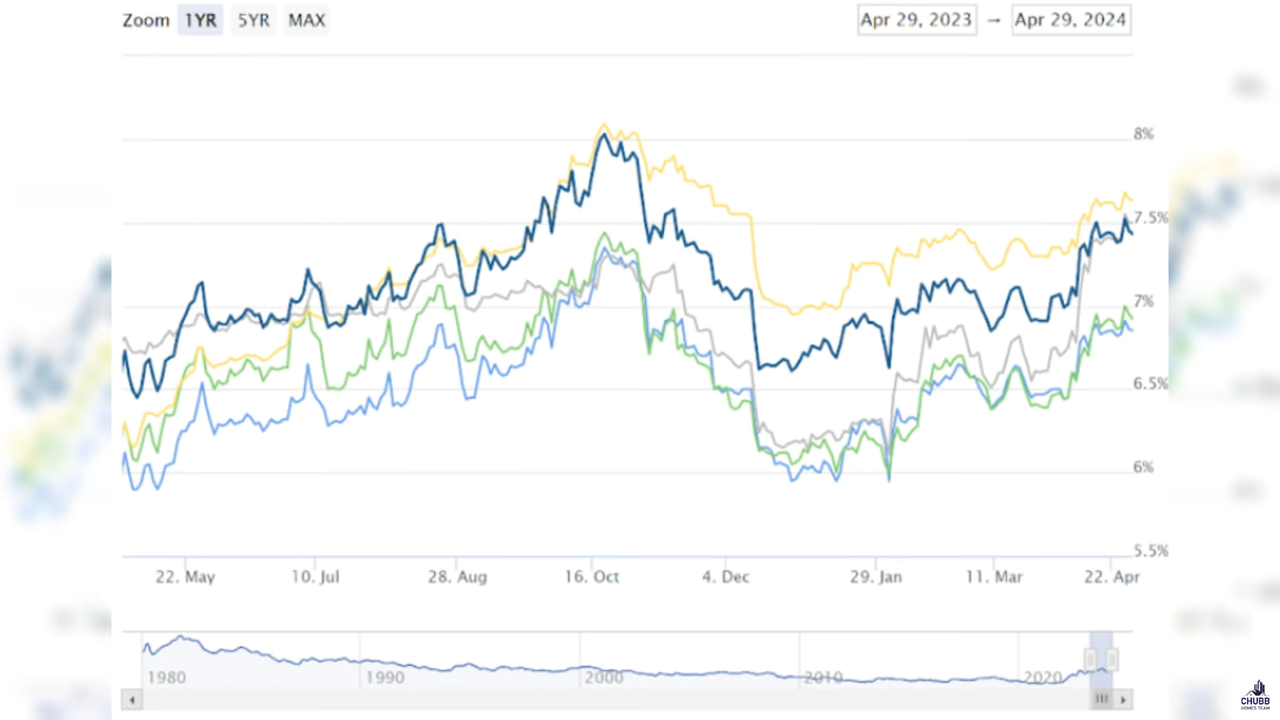 Zoom 1YR 5YR MAX Apr 29, 2023 → Apr 29, 2024
8%
7.5%
7%
6.5%
6%
5.5%
22. May 10. Jul 28. Aug 16. Oct 4. Dec 29. Jan 11. Mar 22. Apr
1980 1990 2000 2010 2020
CHUBB
HOMES TEAM